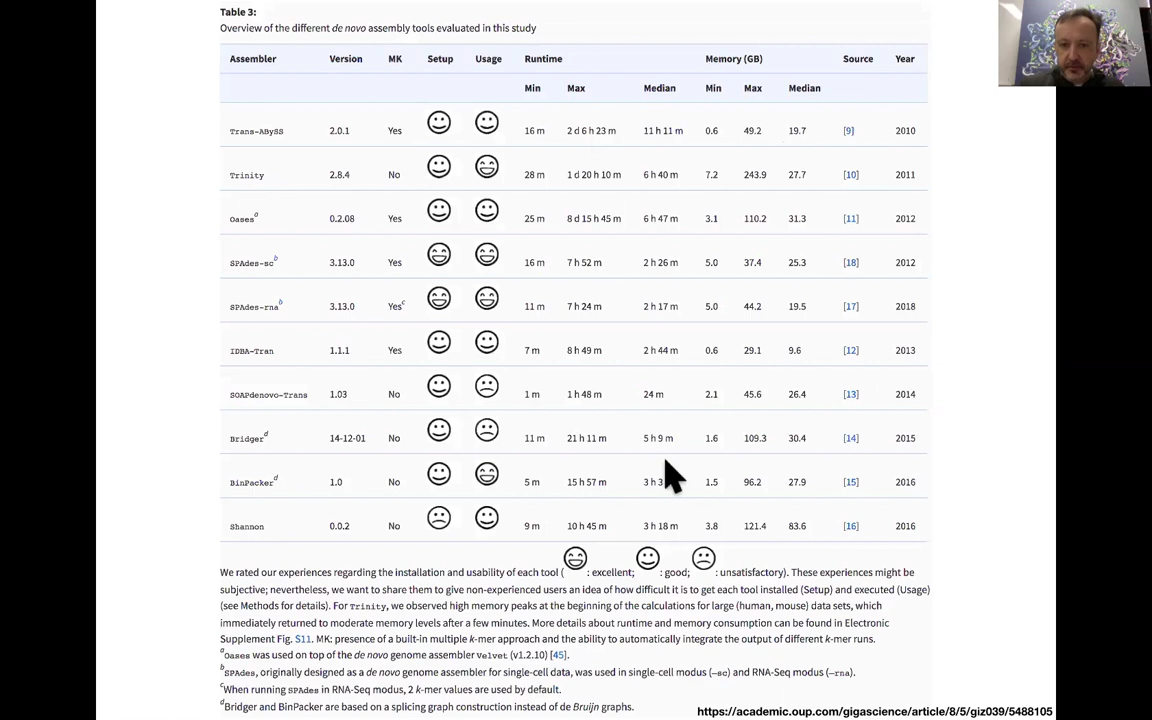 Table 3:
Overview of the different de novo assembly tools evaluated in this study
Assembler Version MK Setup Usage Runtime Memory (GB) Source Year
Min Max Median Min Max Median
Trans-ABySS 2.0.1 Yes 16 m 2 d 6 h 23 m 11 h 11 m 0.6 49.2 19.7 [9] 2010
Trinity 2.8.4 No 28 m 1 d 20 h 10 m 6 h 40 m 7.2 243.9 27.7 [10] 2011
Oases a 0.2.08 Yes 25 m 8 d 15 h 45 m 6 h 47 m 3.1 110.2 31.3 [11] 2012
SPAdes-sc b 3.13.0 Yes 16 m 7 h 52 m 2 h 26 m 5.0 37.4 25.3 [18] 2012
SPAdes-rna b 3.13.0 Yes c 11 m 7 h 24 m 2 h 17 m 5.0 44.2 19.5 [17] 2018
IDBA-Tran 1.1.1 Yes 7 m 8 h 49 m 2 h 44 m 0.6 29.1 9.6 [12] 2013
SOAPdenovo-Trans 1.03 No 1 m 1 h 48 m 24 m 2.1 45.6 26.4 [13] 2014
Bridger d 14-12-01 No 11 m 21 h 11 m 5 h 9 m 1.6 109.3 30.4 [14] 2015
BinPacker d 1.0 No 5 m 15 h 57 m 3 h 1.5 96.2 27.9 [15] 2016
Shannon 0.0.2 No 9 m 10 h 45 m 3 h 18 m 3.8 121.4 83.6 [16] 2016
We rated our experiences regarding the installation and usability of each tool ( : excellent; : good; : unsatisfactory). These experiences might be
subjective; nevertheless, we want to share them to give non-experienced users an idea of how difficult it is to get each tool installed (Setup) and executed (Usage)
(see Methods for details). For Trinity, we observed high memory peaks at the beginning of the calculations for large (human, mouse) data sets, which
immediately returned to moderate memory levels after a few minutes. More details about runtime and memory consumption can be found in Electronic
Supplement Fig. S11. MK: presence of a built-in multiple k-mer approach and the ability to automatically integrate the output of different k-mer runs.
a Oases was used on top of the de novo genome assembler Velvet (v1.2.10) [45].
b SPAdes, originally designed as a de novo genome assembler for single-cell data, was used in single-cell modus (–sc) and RNA-Seq modus (–rna).
c When running SPAdes in RNA-Seq modus, 2 k-mer values are used by default.
d Bridger and BinPacker are based on a splicing graph construction instead of de Bruijn graphs.
https://academic.oup.com/gigascience/article/8/5/giz039/5488105